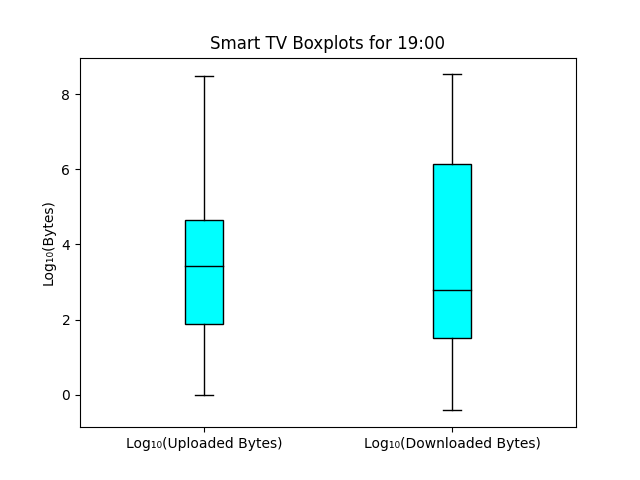 Smart TV Boxplots for 19:00
Log₁₀(Bytes)
8
6
4
2
0
Log₁₀(Uploaded Bytes)
Log₁₀(Downloaded Bytes)